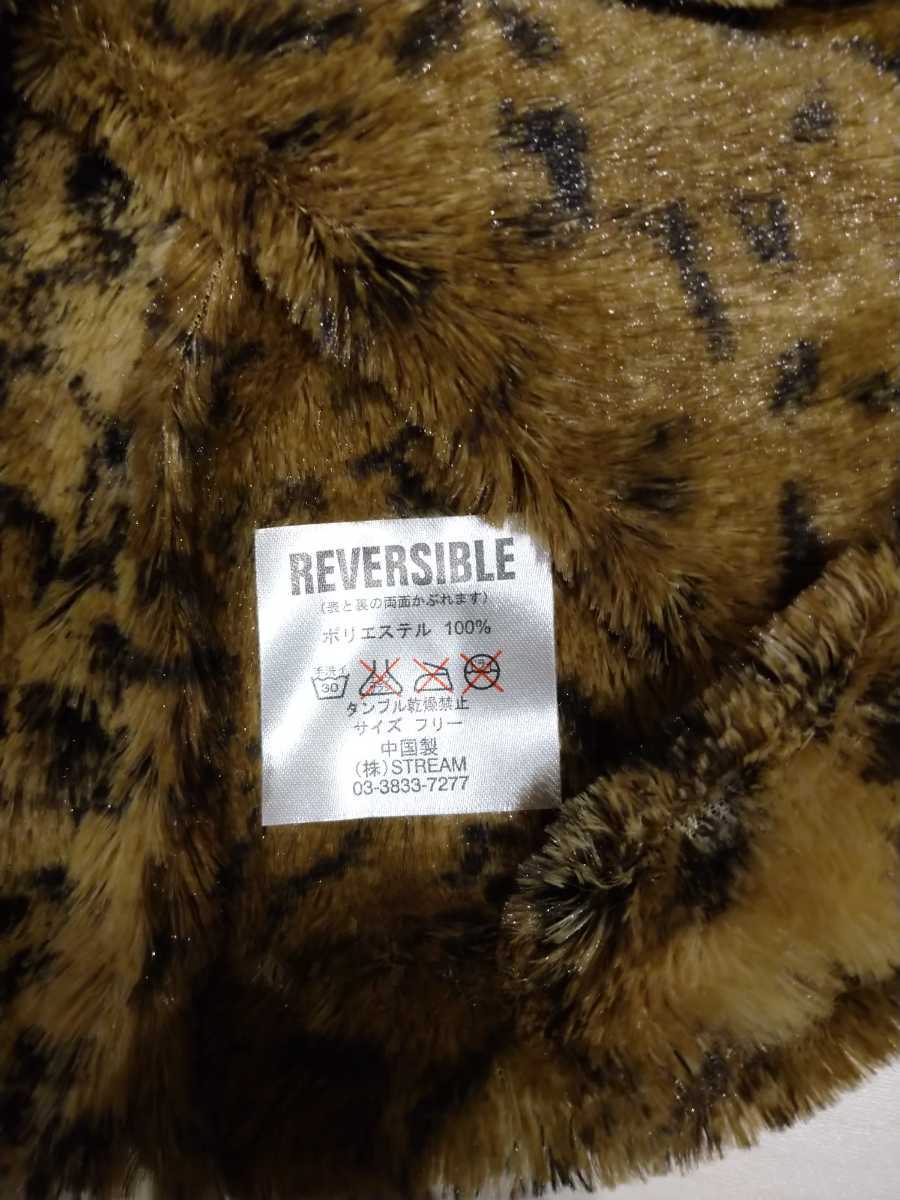 REVERSIBLE
(表と裏の両面かぶれます)
ポリエステル 100%
手洗イ
30
タンブル乾燥禁止
サイズ フリー
中国製
(株)STREAM
03-3833-7277